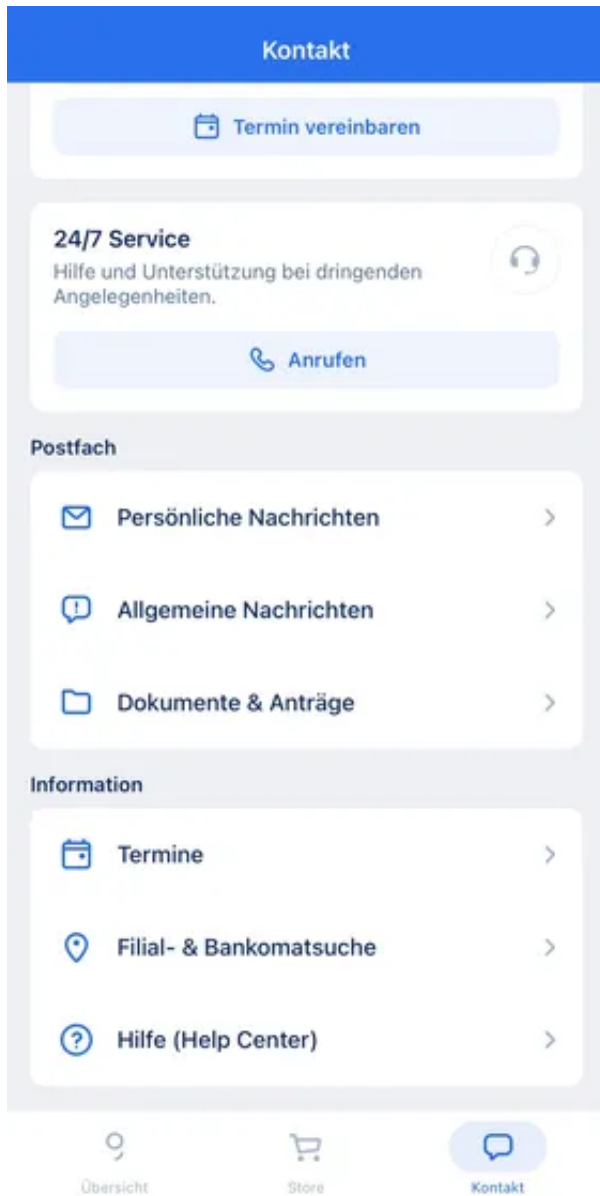 Kontakt
Termin vereinbaren
24/7 Service
Hilfe und Unterstützung bei dringenden
Angelegenheiten.
Anrufen
Postfach
Persönliche Nachrichten
Allgemeine Nachrichten
Dokumente & Anträge
Information
Termine
Filial- & Bankomatsuche
Hilfe (Help Center)
Übersicht
Store
Kontakt